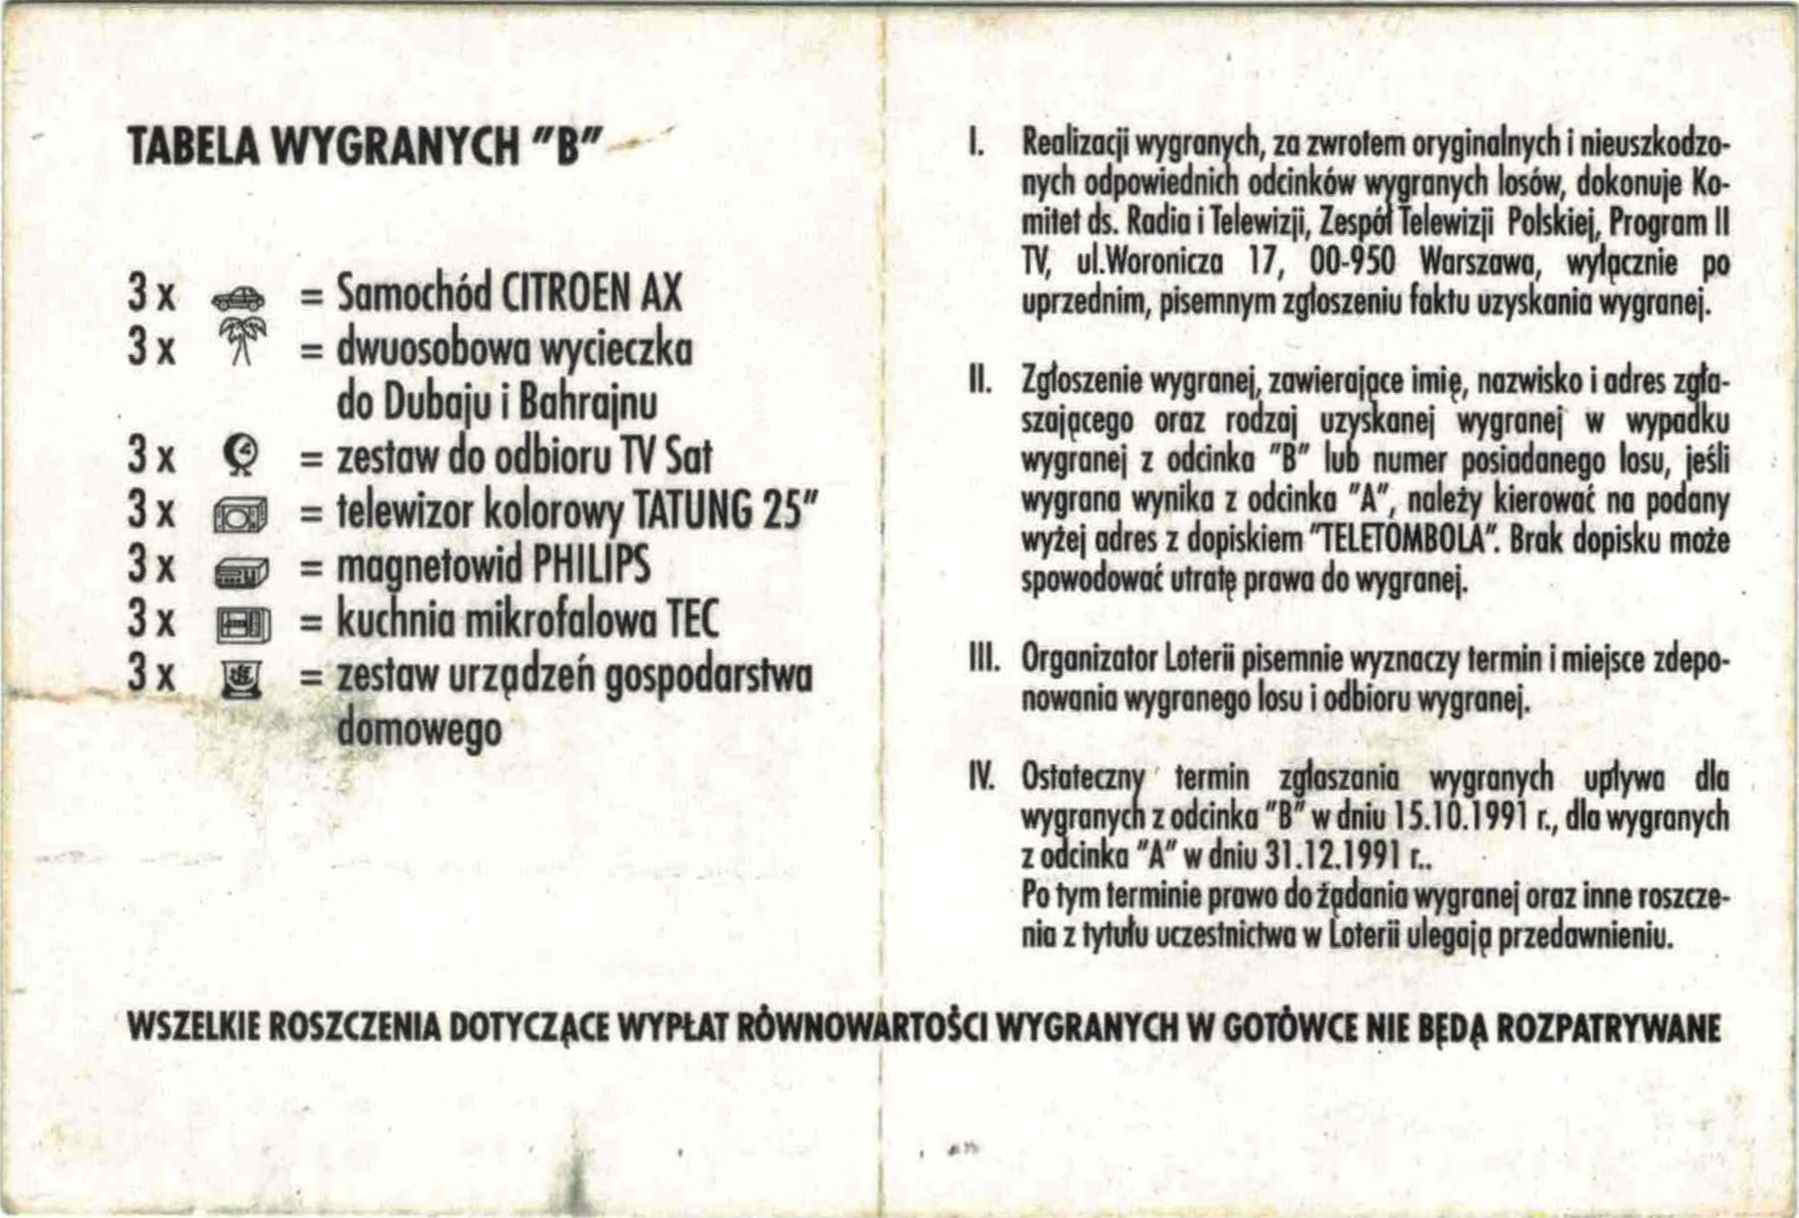 TABELA WYGRANYCH "B"
3 x = Samochód CITROEN AX
3 x = dwuosobowa wycieczka
do Dubaju i Bahrajnu
3 x = zestaw do odbioru TV Sat
3 x = telewizor kolorowy TATUNG 25"
3 x = magnetowid PHILIPS
3 x = kuchnia mikrofalowa TEC
3 x = zestaw urządzeń gospodarstwa
domowego
I. Realizacji wygranych, za zwrotem oryginalnych i nieuszkodzo-
nych odpowiednich odcinków wygranych losów, dokonuje Ko-
mitet ds. Radia i Telewizji, Zespół Telewizji Polskiej, Program II
TV, ul.Woronicza 17, 00-950 Warszawa, wyłącznie po
uprzednim, pisemnym zgłoszeniu faktu uzyskania wygranej.
II. Zgłoszenie wygranej, zawierające imię, nazwisko i adres zgła-
szającego oraz rodzaj uzyskanej wygranej w wypadku
wygranej z odcinka "B" lub numer posiadanego losu, jeśli
wygrana wynika z odcinka "A", należy kierować na podany
wyżej adres z dopiskiem "TELETOMBOLA". Brak dopisku może
spowodować utratę prawa do wygranej.
III. Organizator Loterii pisemnie wyznaczy termin i miejsce zdepo-
nowania wygranego losu i odbioru wygranej.
IV. Ostateczny termin zgłaszania wygranych upływa dla
wygranych z odcinka "B" w dniu 15.10.1991 r., dla wygranych
z odcinka "A" w dniu 31.12.1991 r..
Po tym terminie prawo do żądania wygranej oraz inne roszcze-
nia z tytułu uczestnictwa w Loterii ulegają przedawnieniu.
WSZELKIE ROSZCZENIA DOTYCZĄCE WYPŁAT RÓWNOWARTOŚCI WYGRANYCH W GOTÓWCE NIE BĘDĄ ROZPATRYWANE